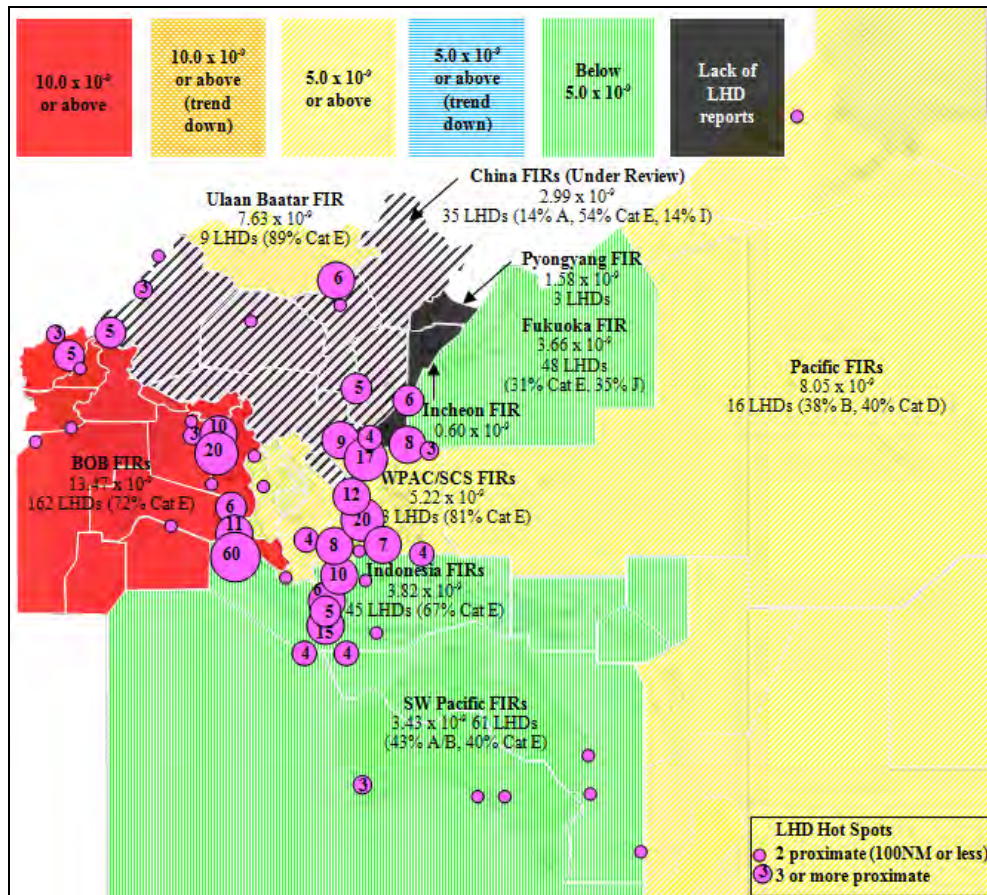 10.0 x 10⁻⁹
or above
10.0 x 10⁻⁹
or above
(trend
down)
5.0 x 10⁻⁹
or above
5.0 x 10⁻⁹
or above
(trend
down)
Below
5.0 x 10⁻⁹
Lack of
LHD
reports
China FIRs (Under Review)
2.99 x 10⁻⁹
35 LHDs (14% A, 54% Cat E, 14% I)
Ulaan Baatar FIR
7.63 x 10⁻⁹
9 LHDs (89% Cat E)
Pyongyang FIR
1.58 x 10⁻⁹
3 LHDs
Fukuoka FIR
3.66 x 10⁻⁹
48 LHDs
(31% Cat E, 35% J)
Pacific FIRs
8.05 x 10⁻⁹
16 LHDs (38% B, 40% Cat D)
Incheon FIR
0.60 x 10⁻⁹
BOB FIRs
13.47 x 10⁻⁹
162 LHDs (72% Cat E)
WPAC/SCS FIRs
5.22 x 10⁻⁹
3 LHDs (81% Cat E)
Indonesia FIRs
3.82 x 10⁻⁹
45 LHDs (67% Cat E)
SW Pacific FIRs
3.43 x 10⁻⁹ 61 LHDs
(43% A/B, 40% Cat E)
6
3
5
3
5
5
6
10
3
20
9
4
17
8
3
12
20
6
11
60
4
8
7
4
10
6
5
15
4
4
3
LHD Hot Spots
2 proximate (100NM or less)
3
3 or more proximate